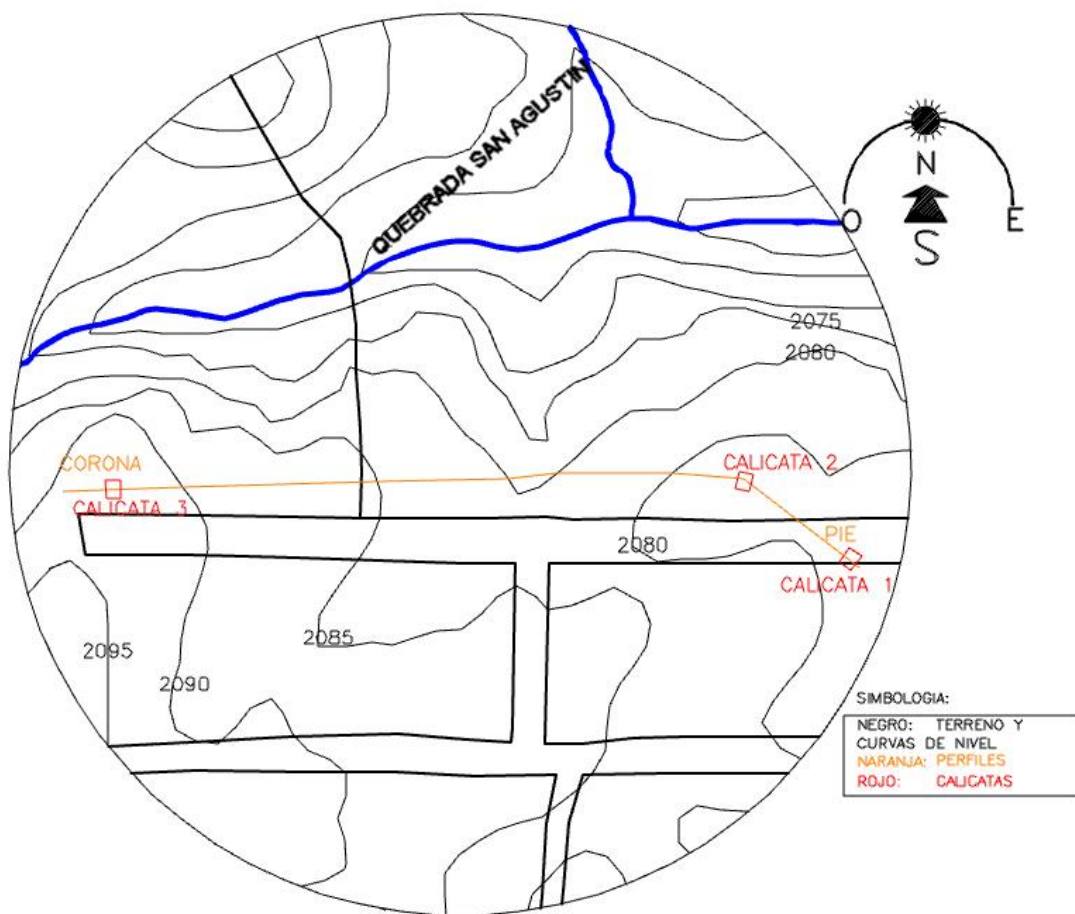 QUEBRADA SAN AGUSTIN
N
O
E
S
2075
2080
CORONA
CALICATA 2
CALICATA 3
PIE
2080
CALICATA 1
2085
2095
2090
SIMBOLOGIA:
NEGRO: TERRENO Y
CURVAS DE NIVEL
NARANJA: PERFILES
ROJO: CALICATAS